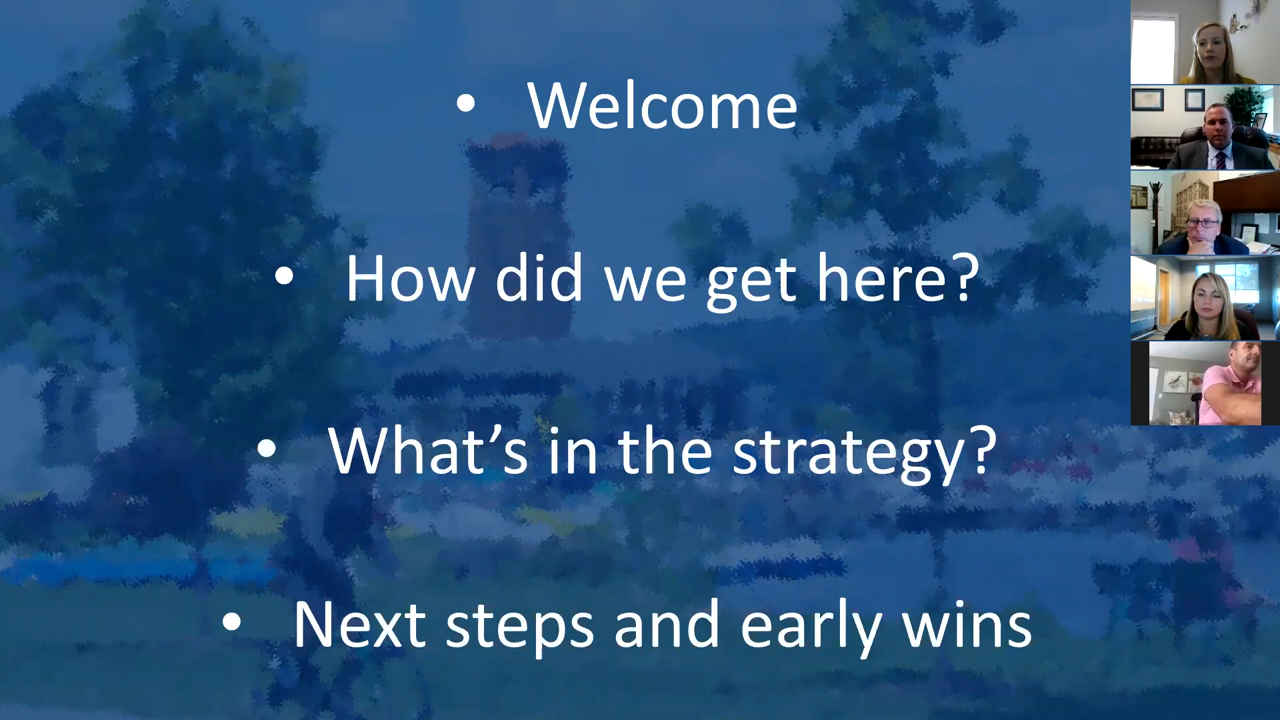 • Welcome
• How did we get here?
• What’s in the strategy?
• Next steps and early wins